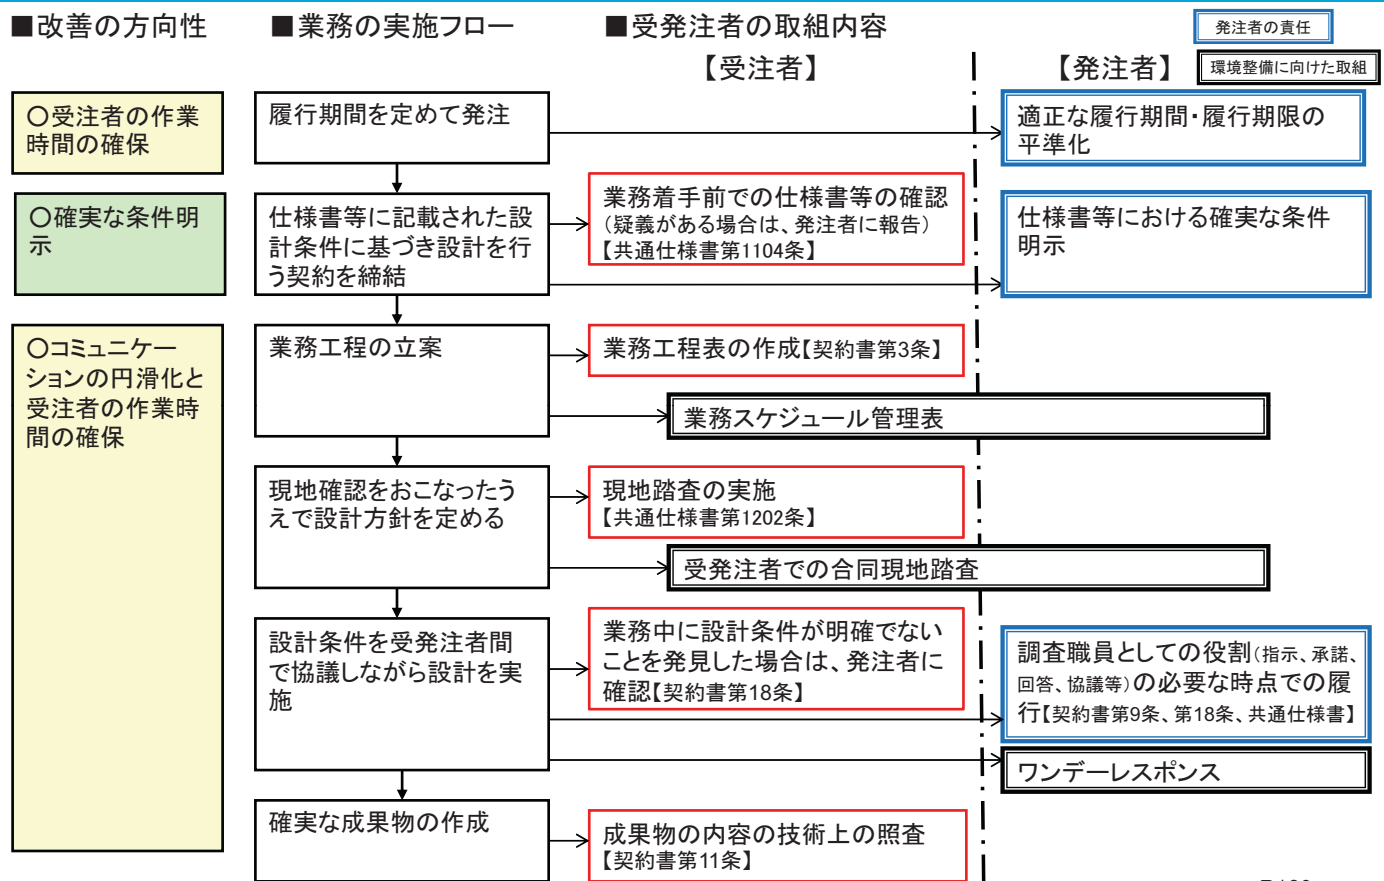 ■改善の方向性
■業務の実施フロー
■受発注者の取組内容
発注者の責任
【受注者】
【発注者】
環境整備に向けた取組
〇受注者の作業
時間の確保
履行期間を定めて発注
適正な履行期間・履行期限の
平準化
〇確実な条件明
示
仕様書等に記載された設
計条件に基づき設計を行
う契約を締結
業務着手前での仕様書等の確認
(疑義がある場合は、発注者に報告)
【共通仕様書第1104条】
仕様書等における確実な条件
明示
〇コミュニケー
ションの円滑化と
受注者の作業時
間の確保
業務工程の立案
業務工程表の作成【契約書第3条】
業務スケジュール管理表
現地確認をおこなったう
えで設計方針を定める
現地踏査の実施
【共通仕様書第1202条】
受発注者での合同現地踏査
設計条件を受発注者間
で協議しながら設計を実
施
業務中に設計条件が明確でない
ことを発見した場合は、発注者に
確認【契約書第18条】
調査職員としての役割(指示、承諾、
回答、協議等)の必要な時点での履
行【契約書第9条、第18条、共通仕様書】
ワンデーレスポンス
確実な成果物の作成
成果物の内容の技術上の照査
【契約書第11条】